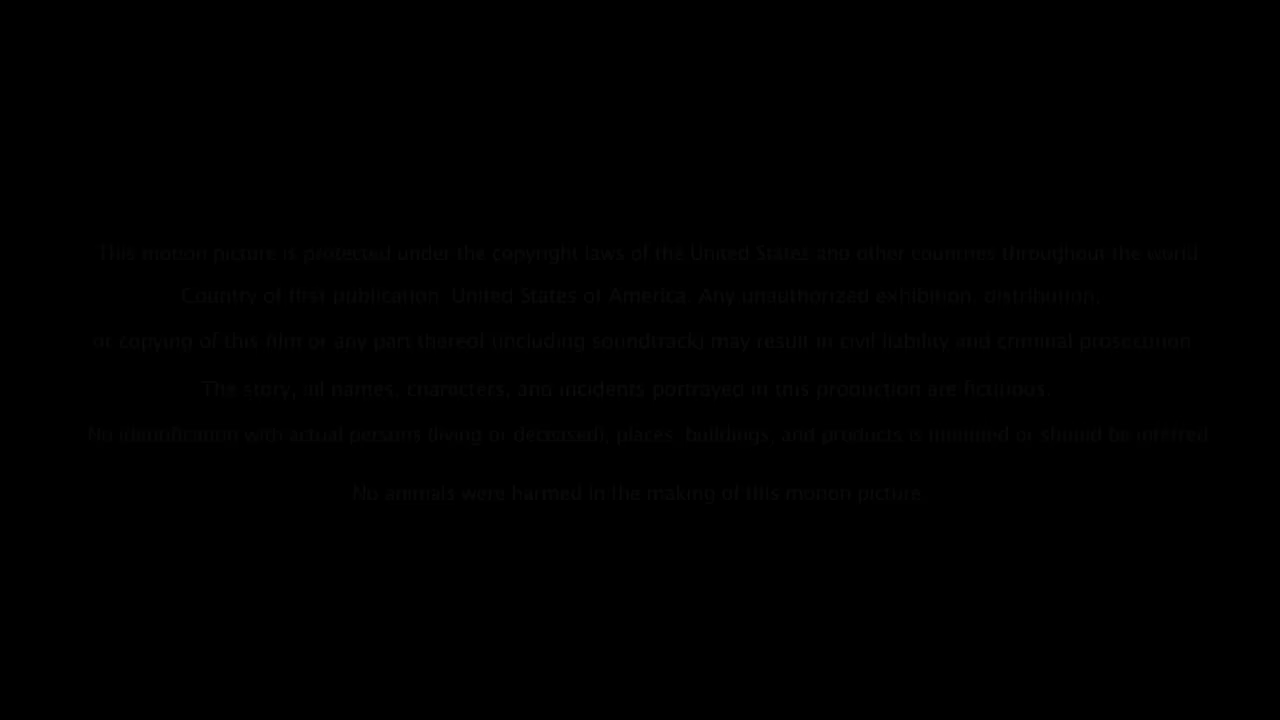 This motion picture is protected under the copyright laws of the United States and other countries throughout the world
Country of first publication: United States of America. Any unauthorized exhibition, distribution,
or copying of this film or any part thereof (including soundtrack) may result in civil liability and criminal prosecution.
The story, all names, characters, and incidents portrayed in this production are fictitious.
No identification with actual persons (living or deceased), places, buildings, and products is intended or should be inferred.
No animals were harmed in the making of this motion picture.